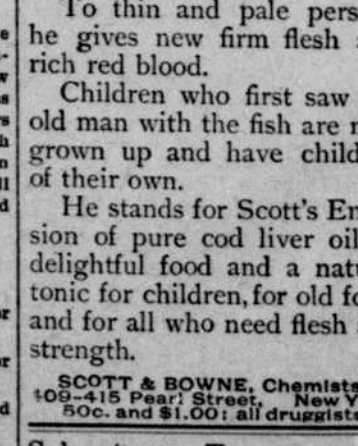 To thin and pale pers
he gives new firm flesh
rich red blood.
Children who first saw
old man with the fish are
grown up and have child
of their own.
He stands for Scott's Em
sion of pure cod liver oil
delightful food and a natu
tonic for children, for old fo
and for all who need flesh
strength.
SCOTT & BOWNE, Chemists
409-415 Pearl Street, New Y
50c. and $1.00; all druggists